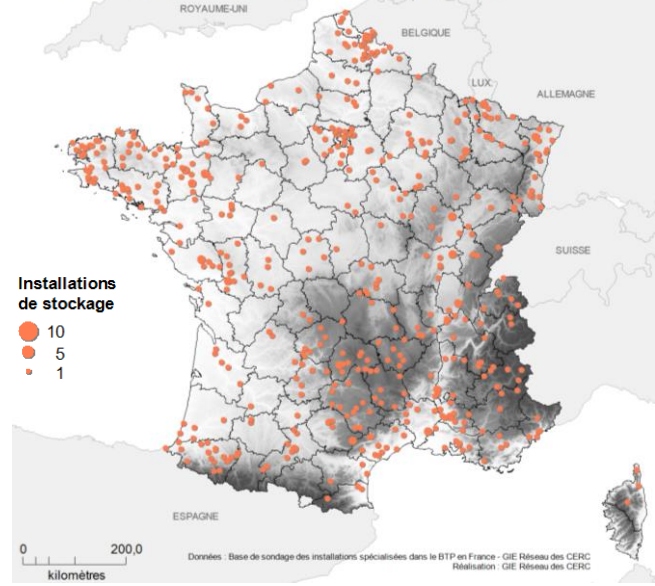 ROYAUME-UNI
BELGIQUE
LUX.
ALLEMAGNE
SUISSE
Installations
de stockage
10
5
1
ESPAGNE
0 200,0
kilomètres
Données : Base de sondage des installations spécialisées dans le BTP en France - GIE Réseau des CERC
Réalisation : GIE Réseau des CERC